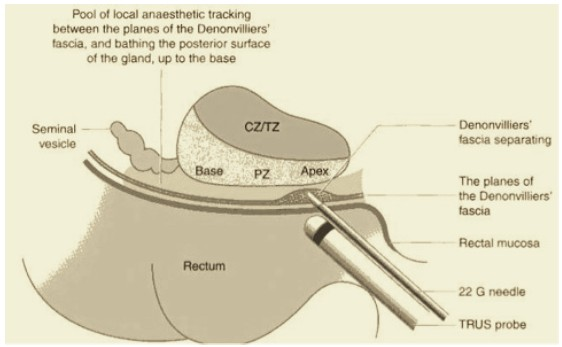 Pool of local anaesthetic tracking
between the planes of the Denonvilliers'
fascia, and bathing the posterior surface
of the gland, up to the base
Seminal
vesicle
CZ/TZ
Base
PZ
Apex
Rectum
Denonvilliers'
fascia separating
The planes of
the Denonvilliers'
fascia
Rectal mucosa
22 G needle
TRUS probe